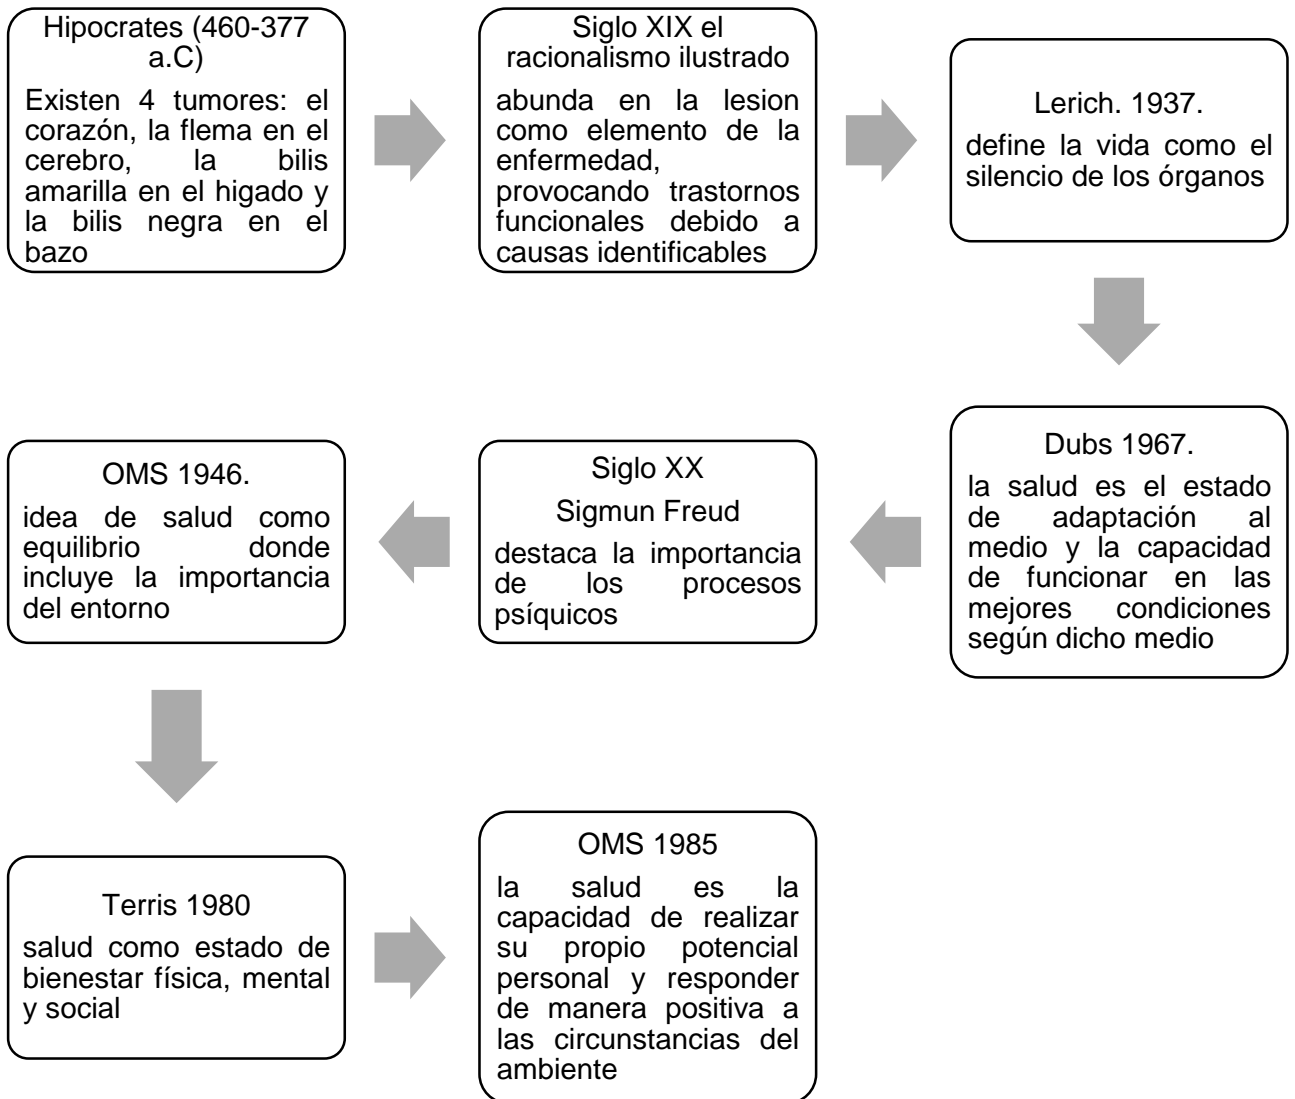 Hipocrates (460-377
a.C)
Existen 4 tumores: el
corazón, la flema en el
cerebro, la bilis
amarilla en el higado y
la bilis negra en el
bazo
Siglo XIX el
racionalismo ilustrado
abunda en la lesion
como elemento de la
enfermedad,
provocando trastornos
funcionales debido a
causas identificables
Lerich. 1937.
define la vida como el
silencio de los órganos
Dubs 1967.
la salud es el estado
de adaptación al
medio y la capacidad
de funcionar en las
mejores condiciones
según dicho medio
Siglo XX
Sigmun Freud
destaca la importancia
de los procesos
psíquicos
OMS 1946.
idea de salud como
equilibrio donde
incluye la importancia
del entorno
Terris 1980
salud como estado de
bienestar física, mental
y social
OMS 1985
la salud es la
capacidad de realizar
su propio potencial
personal y responder
de manera positiva a
las circunstancias del
ambiente